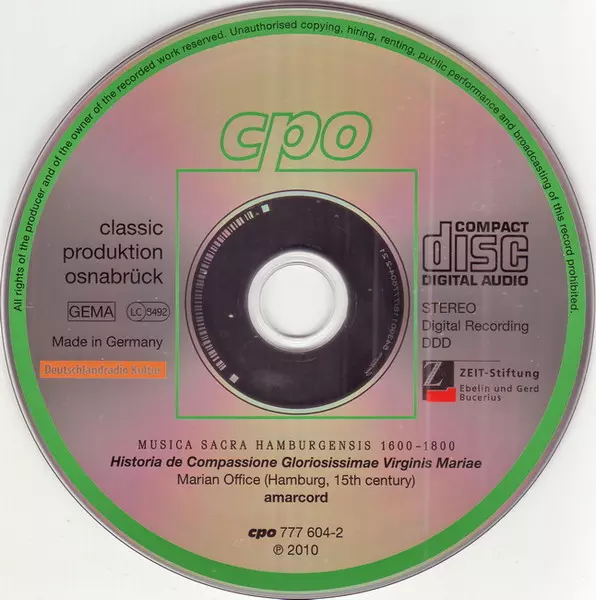 All rights of the producer and of the owner of the recorded work reserved. Unauthorised copying, hiring, renting, public performance and broadcasting of this record prohibited.
cpo
classic
produktion
osnabrück
GEMA LC 8492
Made in Germany
Deutschlandradio Kultur
COMPACT
disc
DIGITAL AUDIO
STEREO
Digital Recording
DDD
Z ZEIT-Stiftung
Ebelin und Gerd
Bucerius
MUSICA SACRA HAMBURGENSIS 1600–1800
Historia de Compassione Gloriosissimae Virginis Mariae
Marian Office (Hamburg, 15th century)
amarcord
cpo 777 604-2
℗ 2010